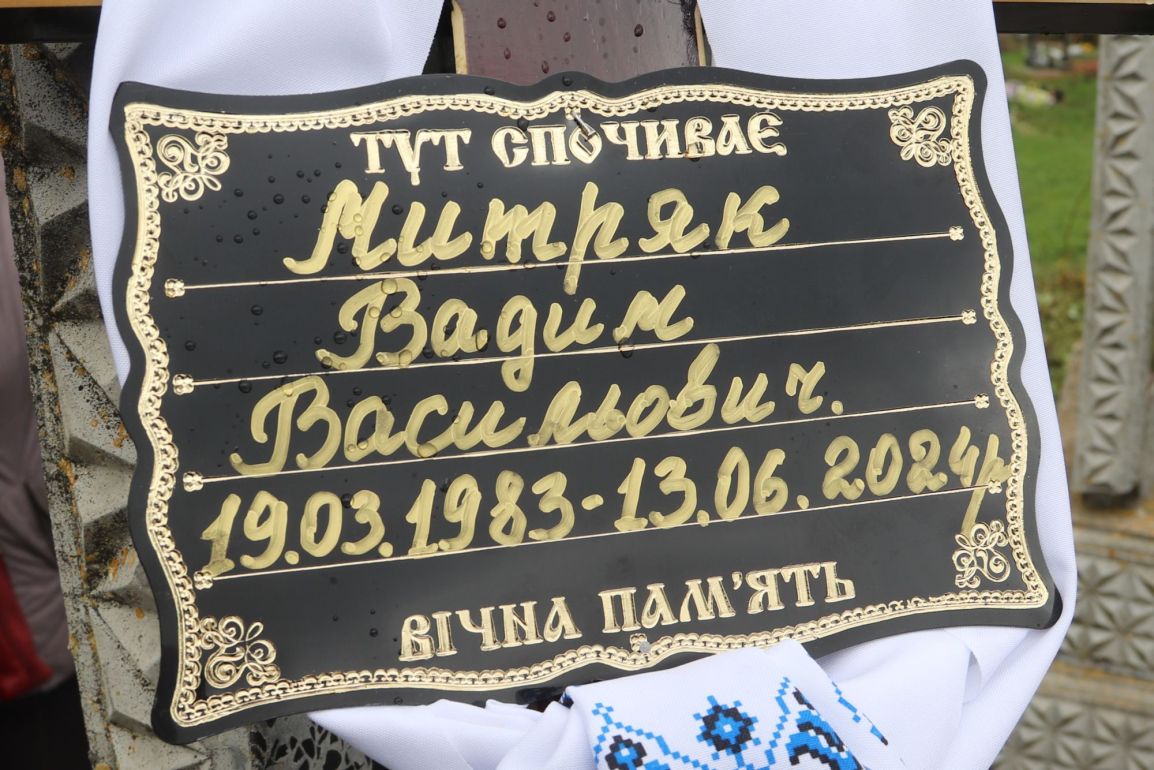 ТУТ СПОЧИВАЄ
Митряк
Вадим
Васильович.
19.03.1983-13.06.2024р
ВІЧНА ПАМ'ЯТЬ